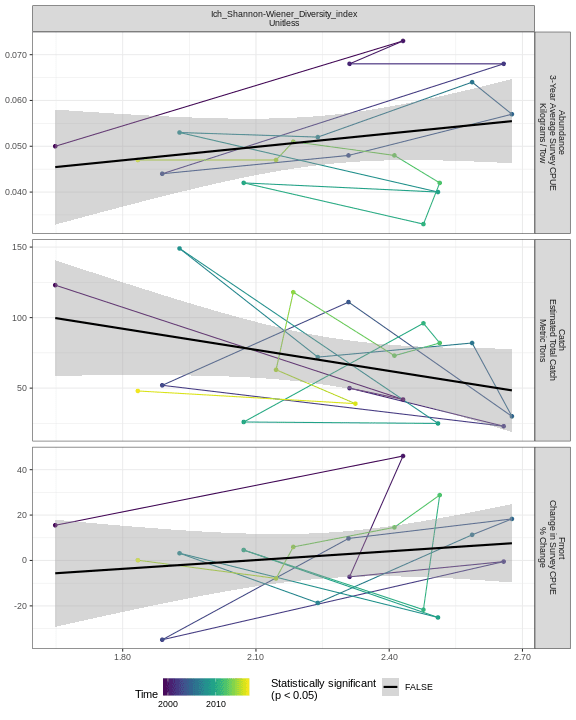 Ich_Shannon-Wiener_Diversity_index
Unitless
0.070
0.060
0.050
0.040
Abundance
3-Year Average Survey CPUE
Kilograms / Tow
150
100
50
Catch
Estimated Total Catch
Metric Tons
40
20
0
-20
Fmort
Change in Survey CPUE
% Change
1.80 2.10 2.40 2.70
Time
2000 2010
Statistically significant
(p < 0.05)
FALSE